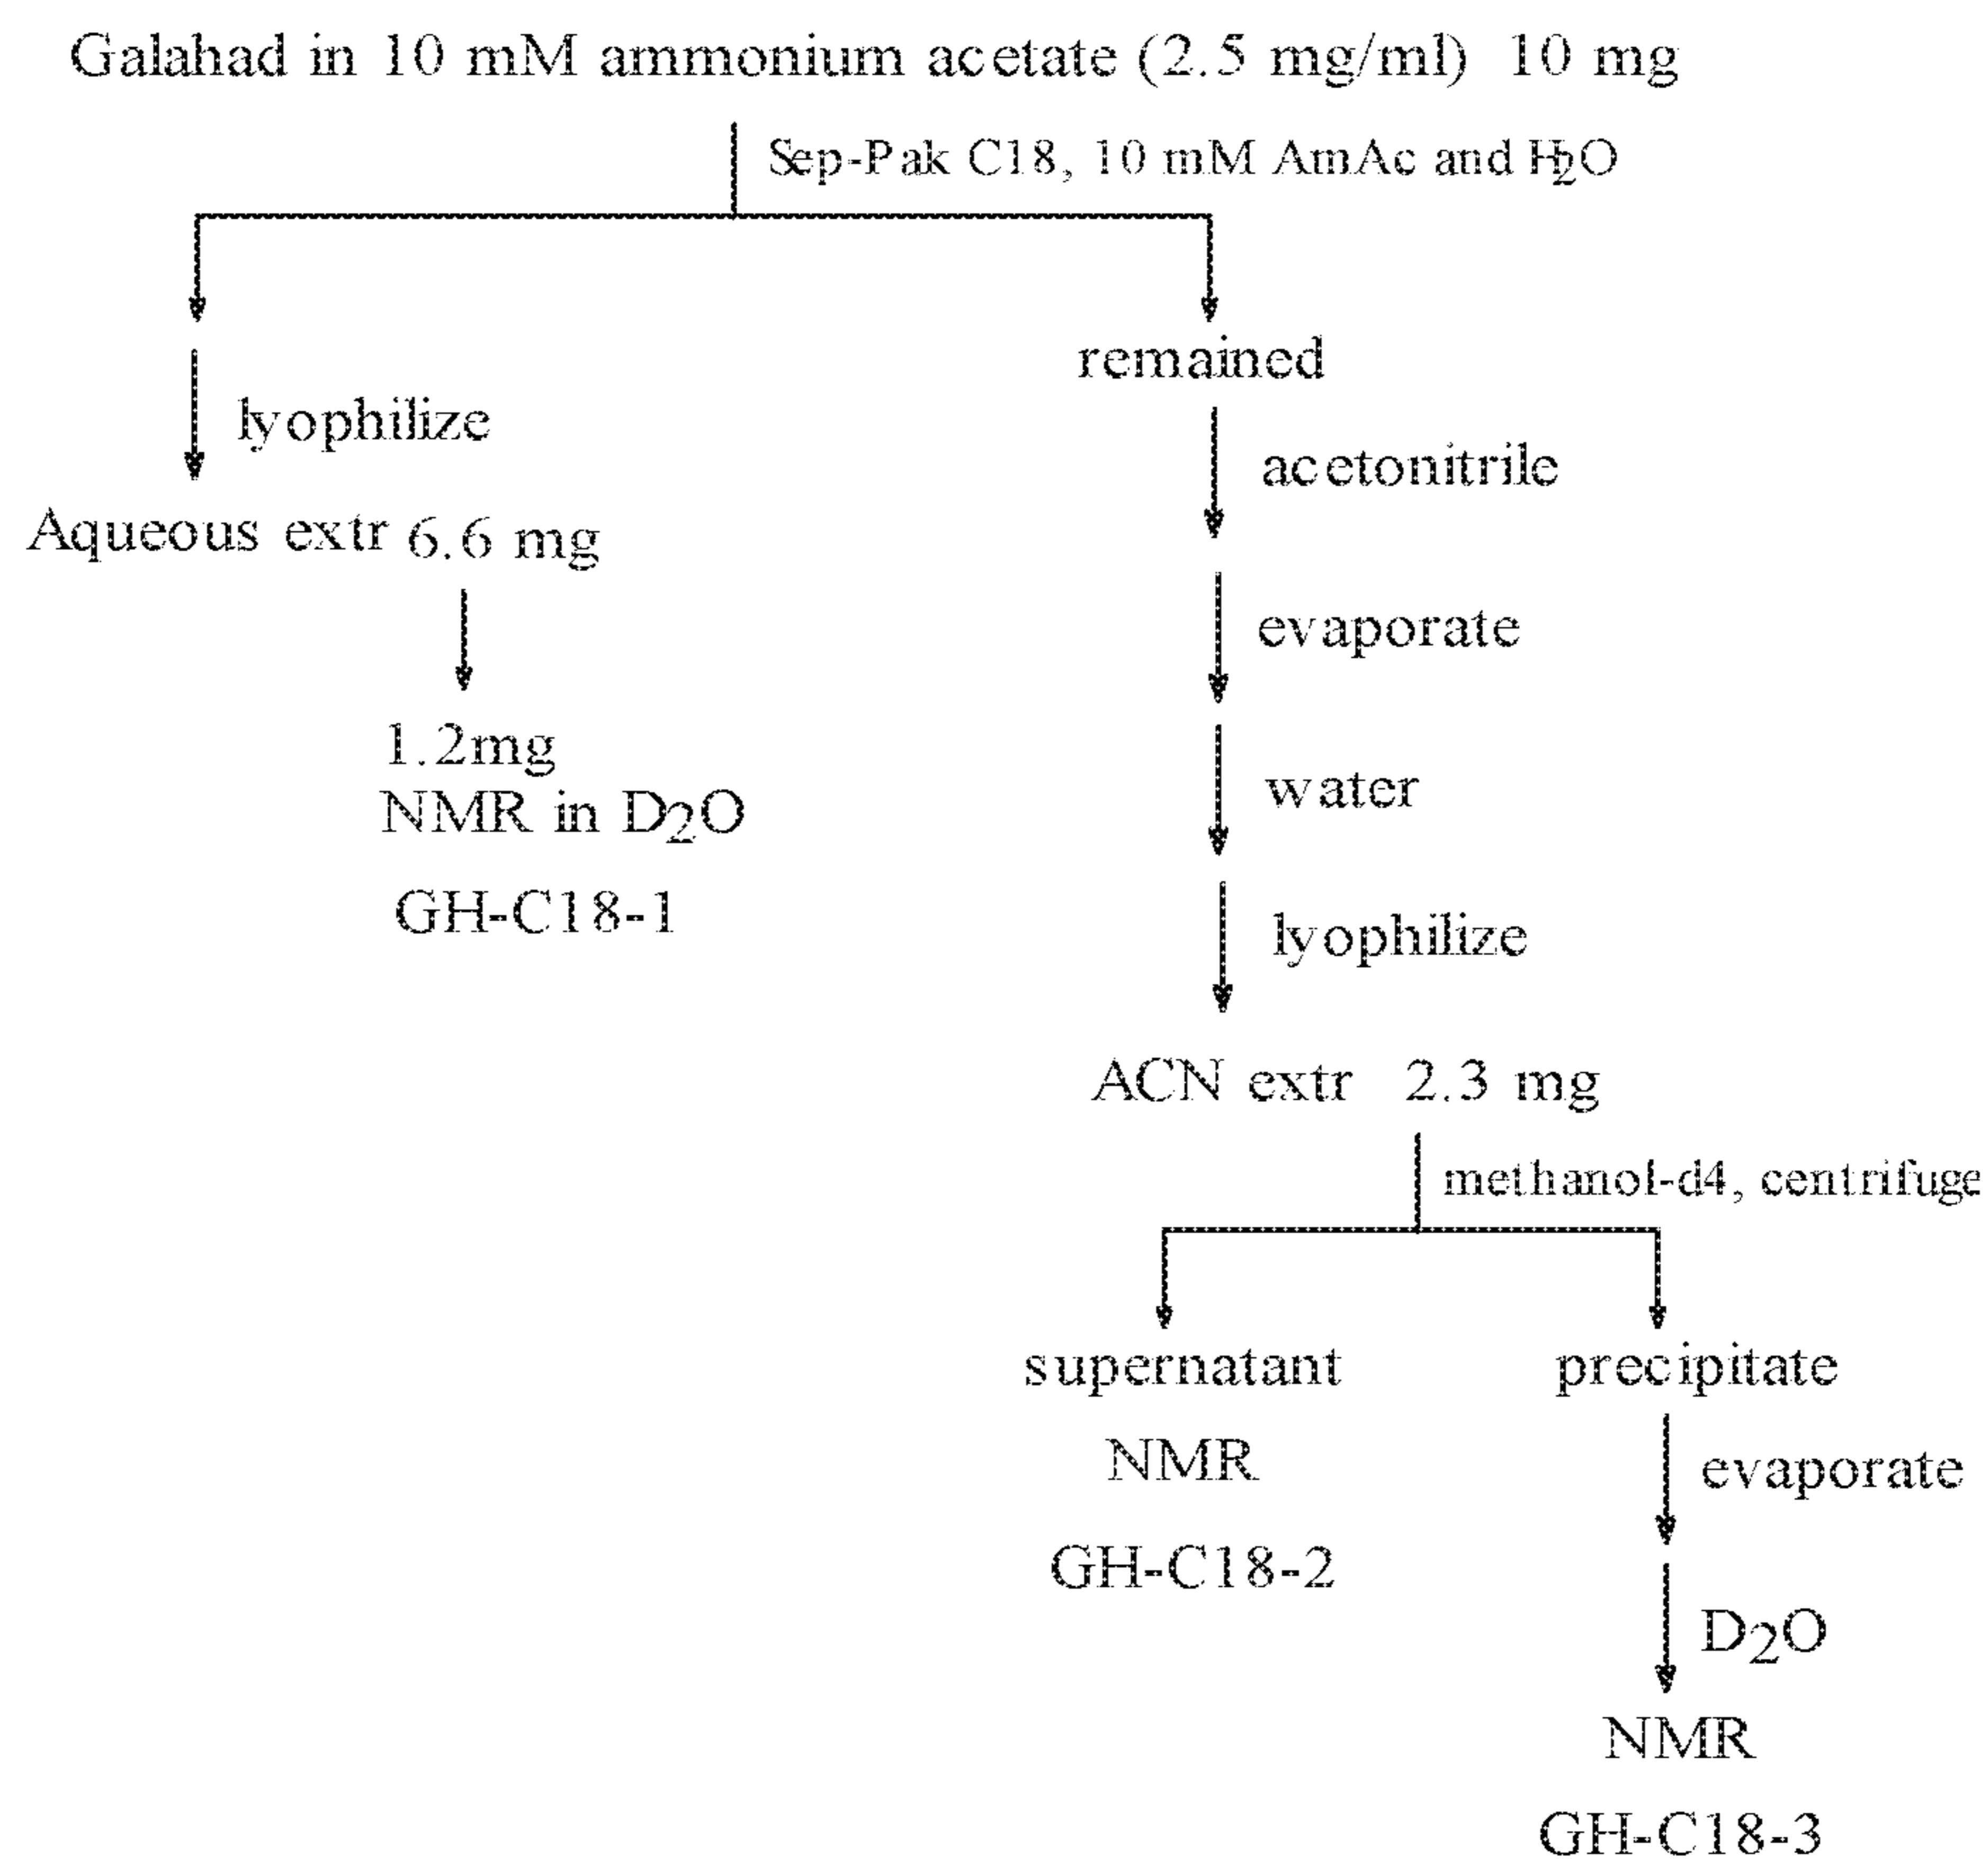 Galahad in 10 mM ammonium acetate (2.5 mg/ml) 10 mg
Sep-Pak C18, 10 mM AmAc and H2O
lyophilize
Aqueous extr 6.6 mg
1.2mg
NMR in D2O
GH-C18-1
remained
acetonitrile
evaporate
water
lyophilize
ACN extr 2.3 mg
methanol-d4, centrifuge
supernatant
NMR
GH-C18-2
precipitate
evaporate
D2O
NMR
GH-C18-3